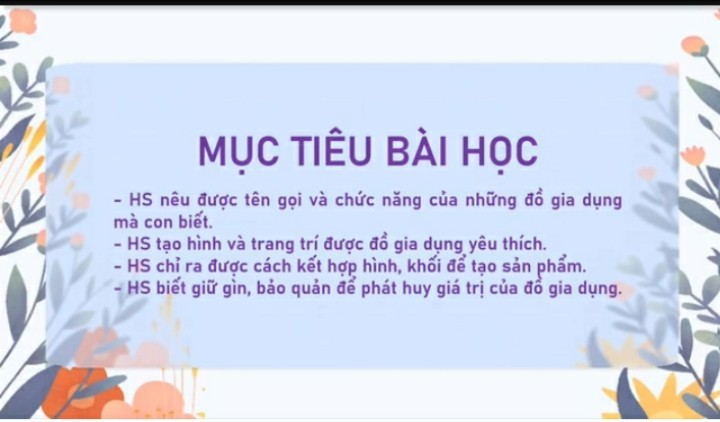 MỤC TIÊU BÀI HỌC
- HS nêu được tên gọi và chức năng của những đồ gia dụng
mà con biết.
- HS tạo hình và trang trí được đồ gia dụng yêu thích.
- HS chỉ ra được cách kết hợp hình, khối để tạo sản phẩm.
- HS biết giữ gìn, bảo quản để phát huy giá trị của đồ gia dụng.